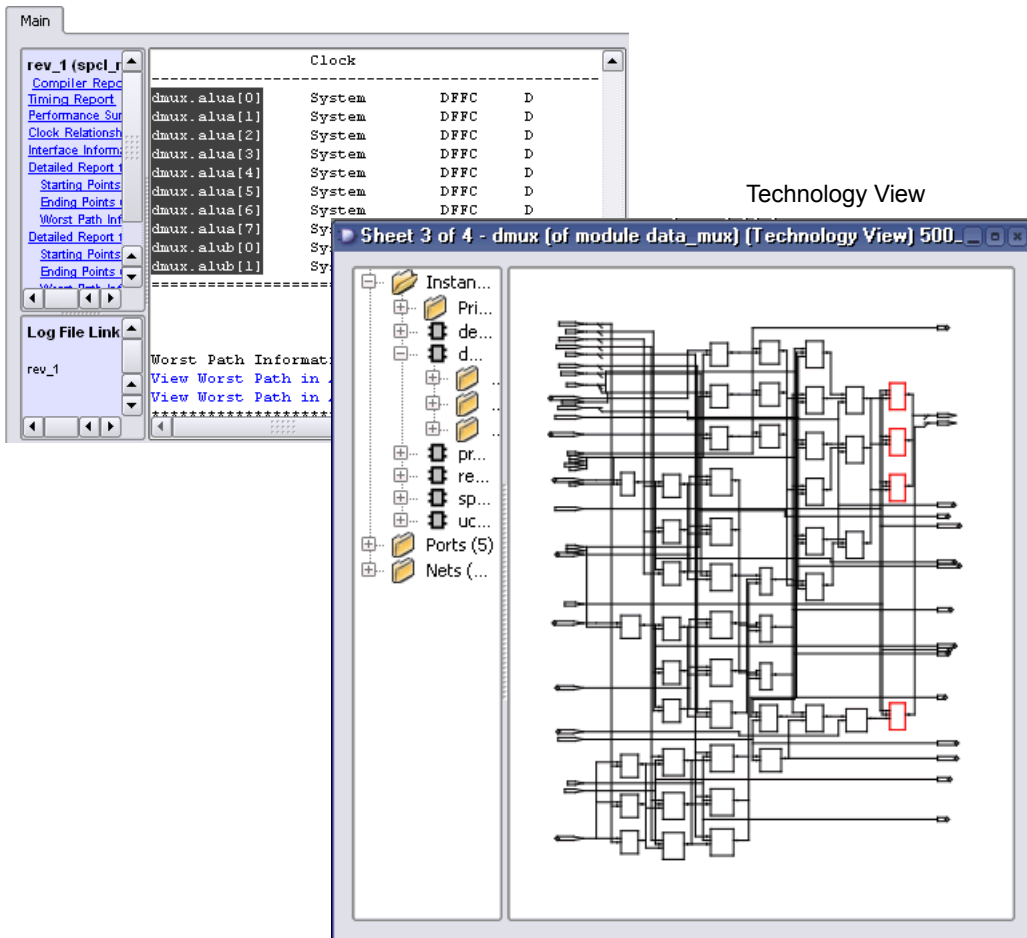 Main
rev_1 (spcl_r
Compiler Repo
Timing Report
Performance Sur
Clock Relationsh
Interface Informa
Detailed Report f
Starting Points
Ending Points
Worst Path Inf
Detailed Report f
Starting Points
Ending Points
Log File Link
rev_1
Clock
dmux.alua[0] System DFFC D
dmux.alua[1] System DFFC D
dmux.alua[2] System DFFC D
dmux.alua[3] System DFFC D
dmux.alua[4] System DFFC D
dmux.alua[5] System DFFC D
dmux.alua[6] System DFFC D
dmux.alua[7] Sy
dmux.alub[0] Sy
dmux.alub[1] Sy
Worst Path Informat
View Worst Path in
View Worst Path in
Technology View
Sheet 3 of 4 - dmux (of module data_mux) (Technology View) 500
Instan...
Pri...
de...
d...
...
...
...
pr...
re...
sp...
uc...
Ports (5)
Nets (...